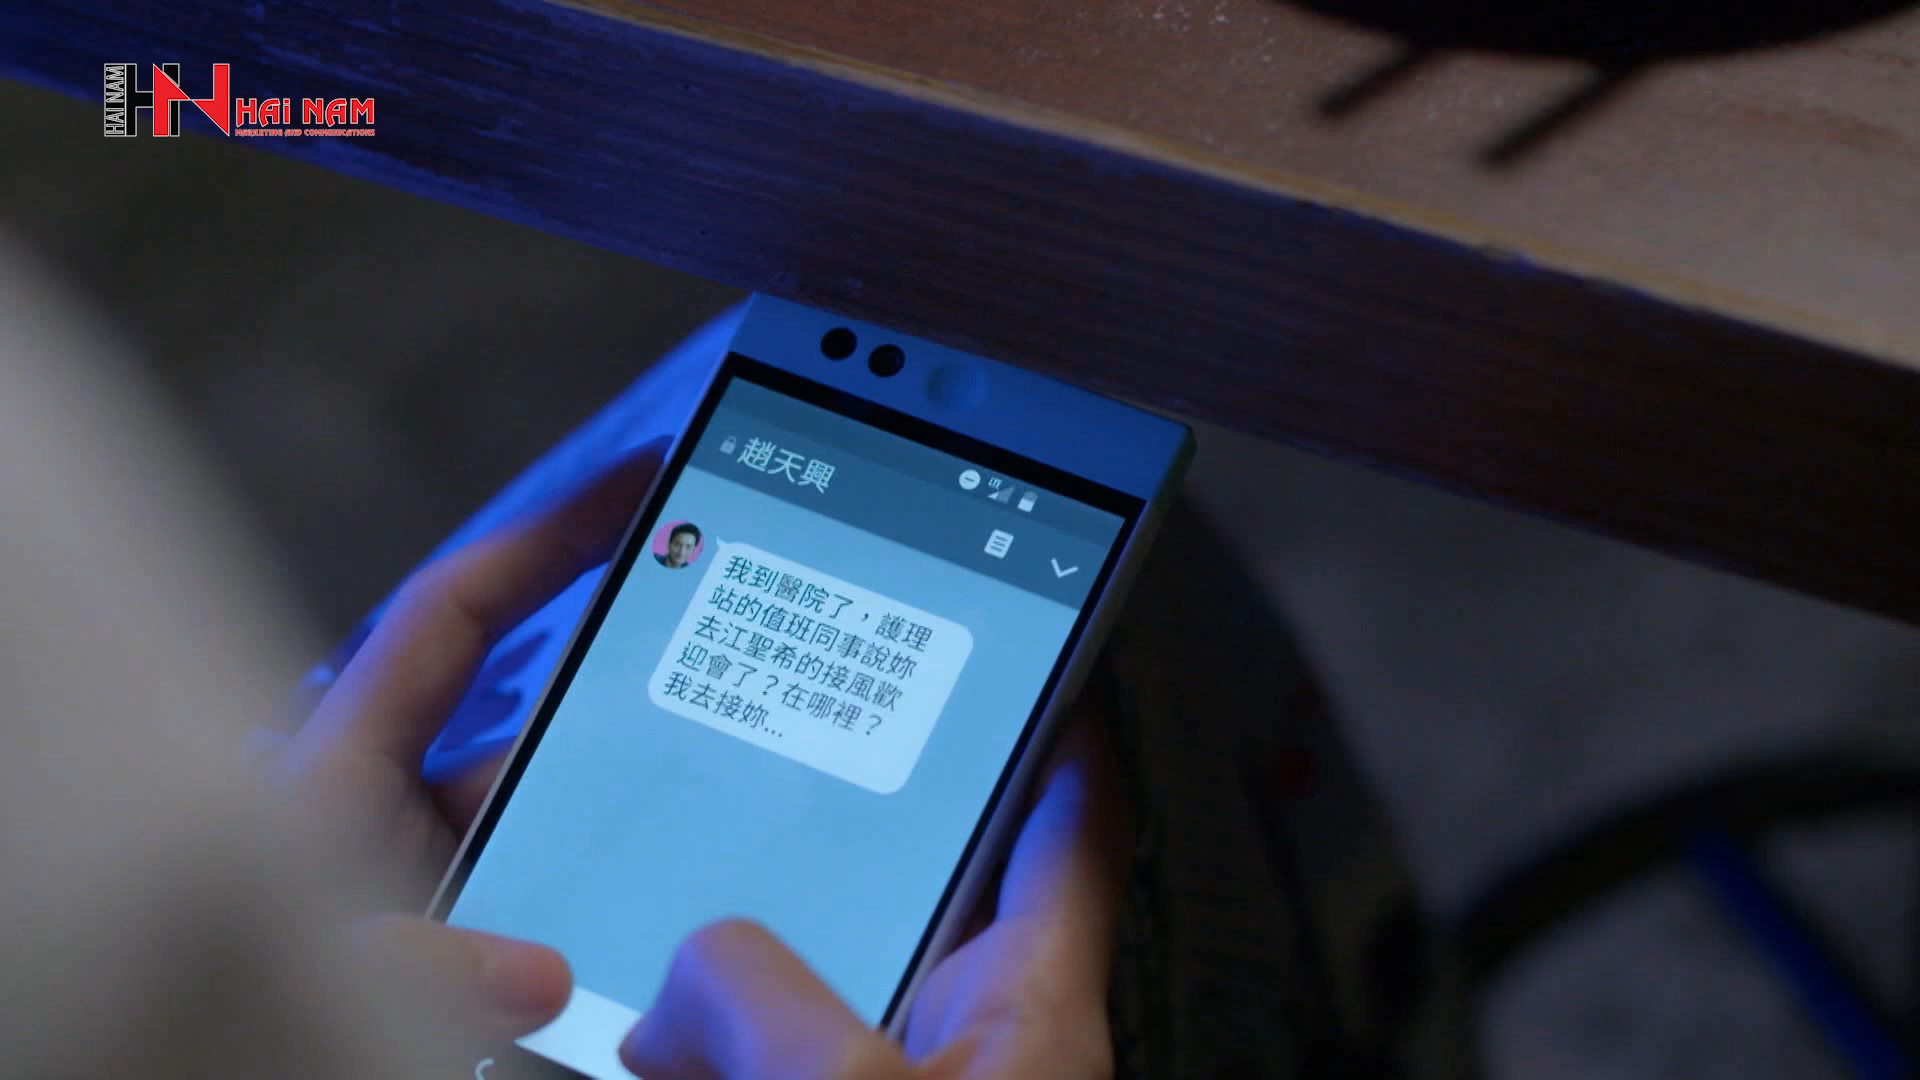 HAI NAM
HN
HAi NAM
MARKETING AND COMMUNICATIONS
趙天興
LTE
我到醫院了，護理
站的值班同事說妳
去江聖希的接風歡
迎會了？在哪裡？
我去接妳...